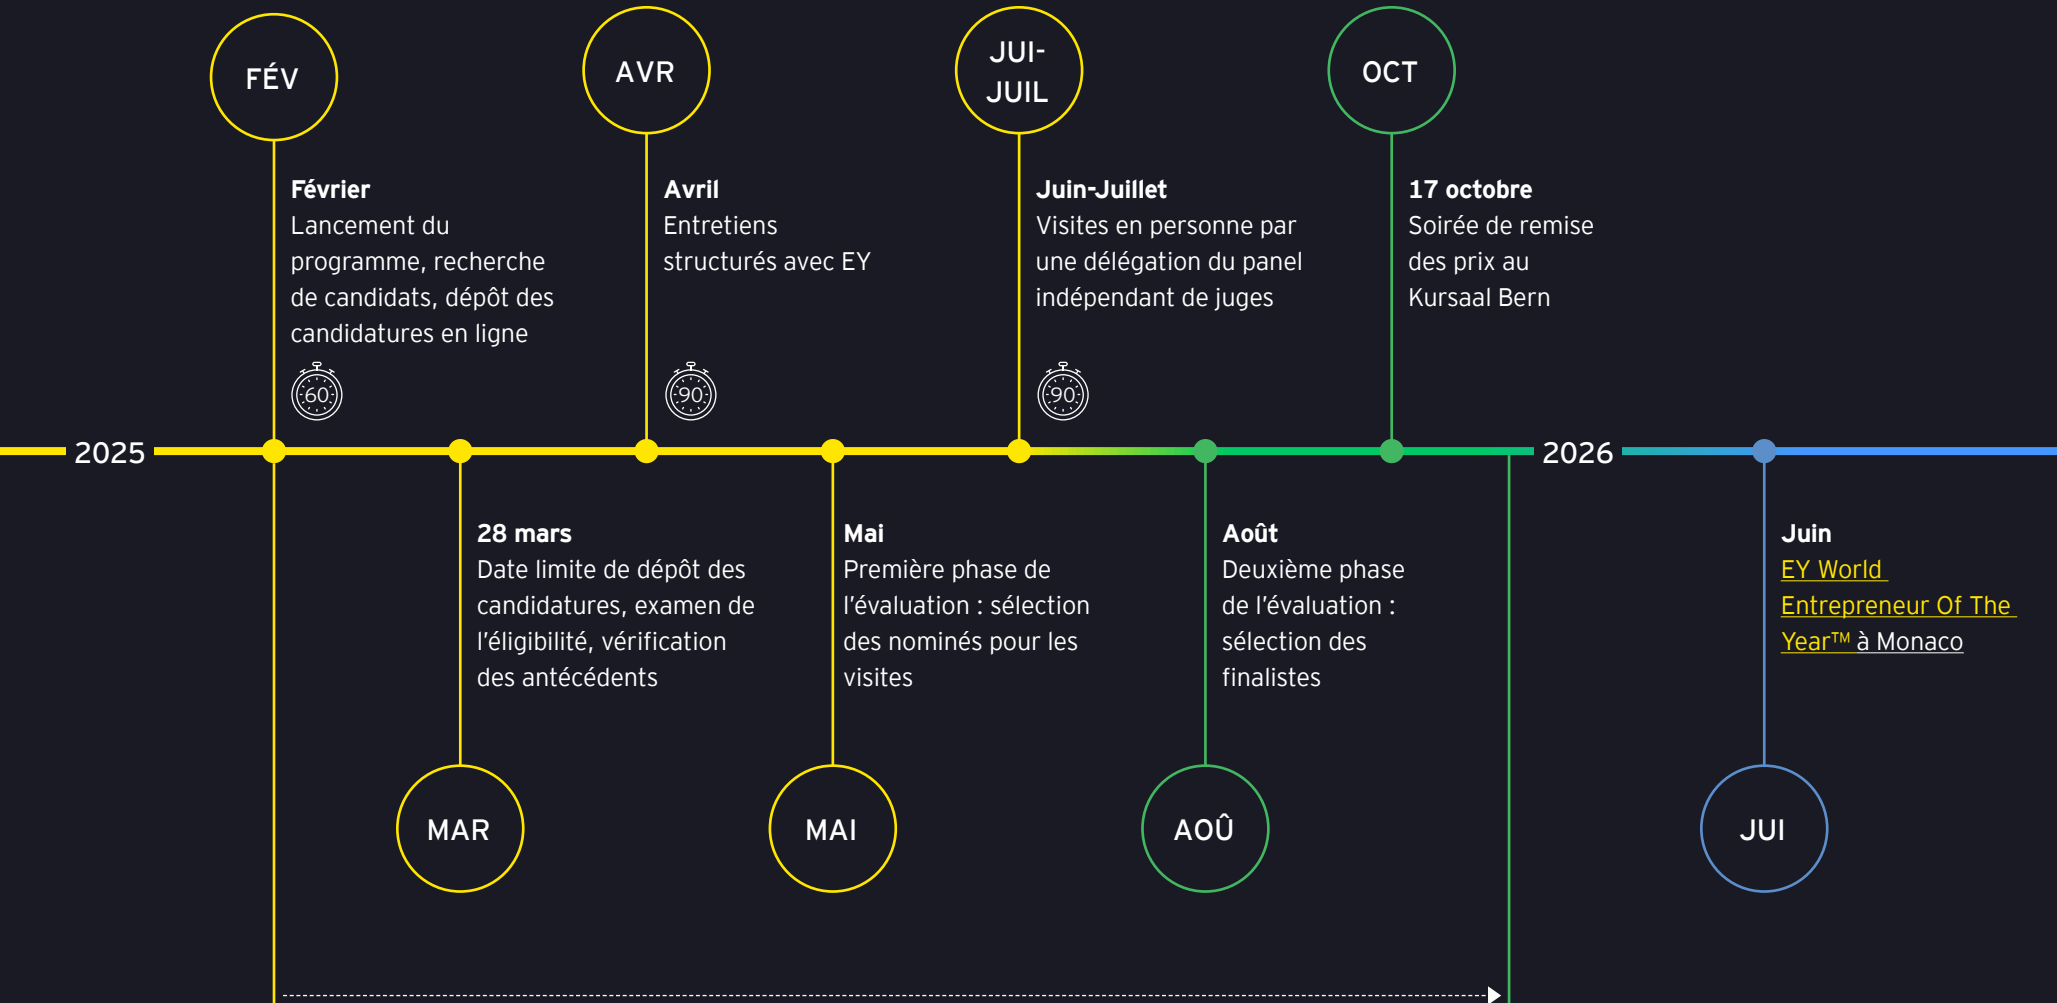 FÉV
Février
Lancement du
programme, recherche
de candidats, dépôt des
candidatures en ligne
60
AVR
Avril
Entretiens
structurés avec EY
90
JUI-
JUIL
Juin-Juillet
Visites en personne par
une délégation du panel
indépendant de juges
90
OCT
17 octobre
Soirée de remise
des prix au
Kursaal Bern
2025
2026
28 mars
Date limite de dépôt des
candidatures, examen de
l’éligibilité, vérification
des antécédents
MAR
Mai
Première phase de
l’évaluation : sélection
des nominés pour les
visites
MAI
Août
Deuxième phase
de l’évaluation :
sélection des
finalistes
AOÛ
Juin
EY World
Entrepreneur Of The
Year™ à Monaco
JUI